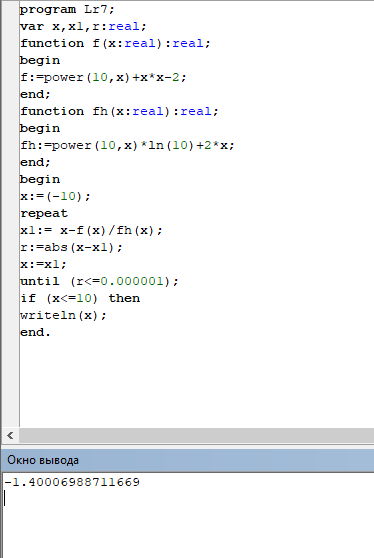 program Lr7;
var x,x1,r:real;
function f(x:real):real;
begin
f:=power(10,x)+x*x-2;
end;
function fh(x:real):real;
begin
fh:=power(10,x)*ln(10)+2*x;
end;
begin
x:=(-10);
repeat
x1:= x-f(x)/fh(x);
r:=abs(x-x1);
x:=x1;
until (r<=0.000001);
if (x<=10) then
writeln(x);
end.
Окно вывода
-1.40006988711669